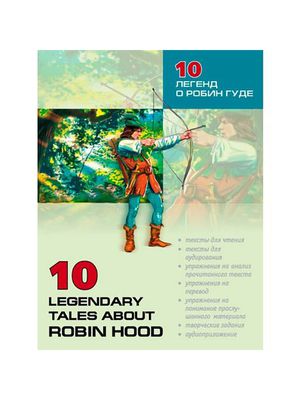 10
ЛЕГЕНД
О РОБИН ГУДЕ
10
LEGENDARY
TALES ABOUT
ROBIN HOOD
• тексты для чтения
• тексты для
аудирования
• упражнения на анализ
прочитанного текста
• упражнения на
перевод
• упражнения на
понимание прослу-
шанного материала
• творческие задания
• аудиоприложение